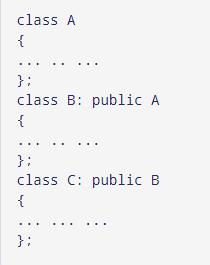 class A
{
... .. ...
};
class B: public A
{
... .. ...
};
class C: public B
{
... ... ...
};